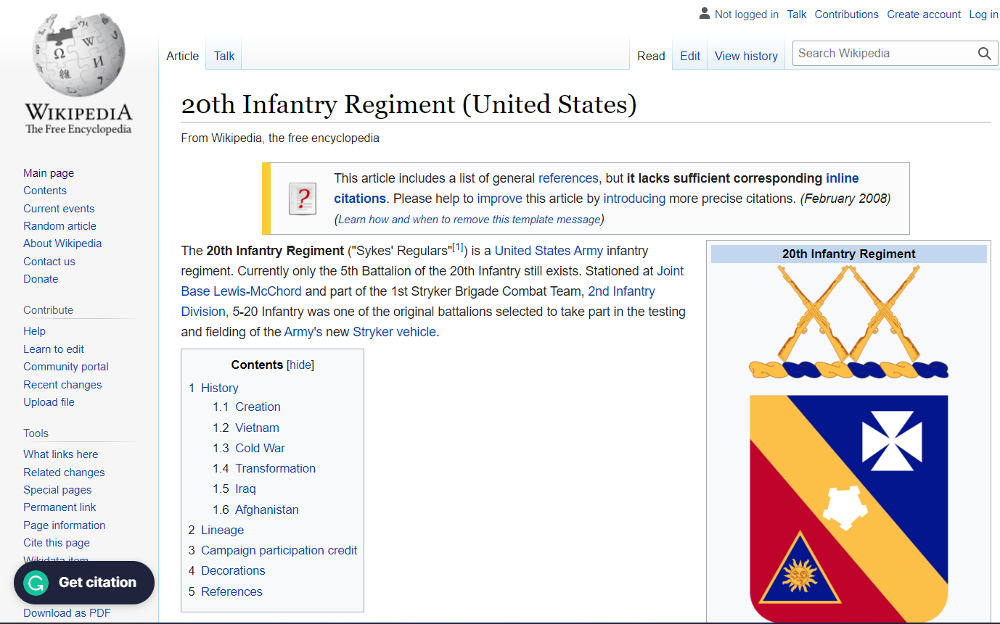 Not logged in Talk Contributions Create account Log in
Article Talk Read Edit View history Search Wikipedia
WIKIPEDIA
The Free Encyclopedia
Main page
Contents
Current events
Random article
About Wikipedia
Contact us
Donate
Contribute
Help
Learn to edit
Community portal
Recent changes
Upload file
Tools
What links here
Related changes
Special pages
Permanent link
Page information
Cite this page
Wikidata item
Get citation
Download as PDF
20th Infantry Regiment (United States)
From Wikipedia, the free encyclopedia
This article includes a list of general references, but it lacks sufficient corresponding inline
citations. Please help to improve this article by introducing more precise citations. (February 2008)
(Learn how and when to remove this template message)
The 20th Infantry Regiment ("Sykes' Regulars"[1]) is a United States Army infantry
regiment. Currently only the 5th Battalion of the 20th Infantry still exists. Stationed at Joint
Base Lewis-McChord and part of the 1st Stryker Brigade Combat Team, 2nd Infantry
Division, 5-20 Infantry was one of the original battalions selected to take part in the testing
and fielding of the Army's new Stryker vehicle.
Contents [hide]
1 History
1.1 Creation
1.2 Vietnam
1.3 Cold War
1.4 Transformation
1.5 Iraq
1.6 Afghanistan
2 Lineage
3 Campaign participation credit
4 Decorations
5 References
20th Infantry Regiment